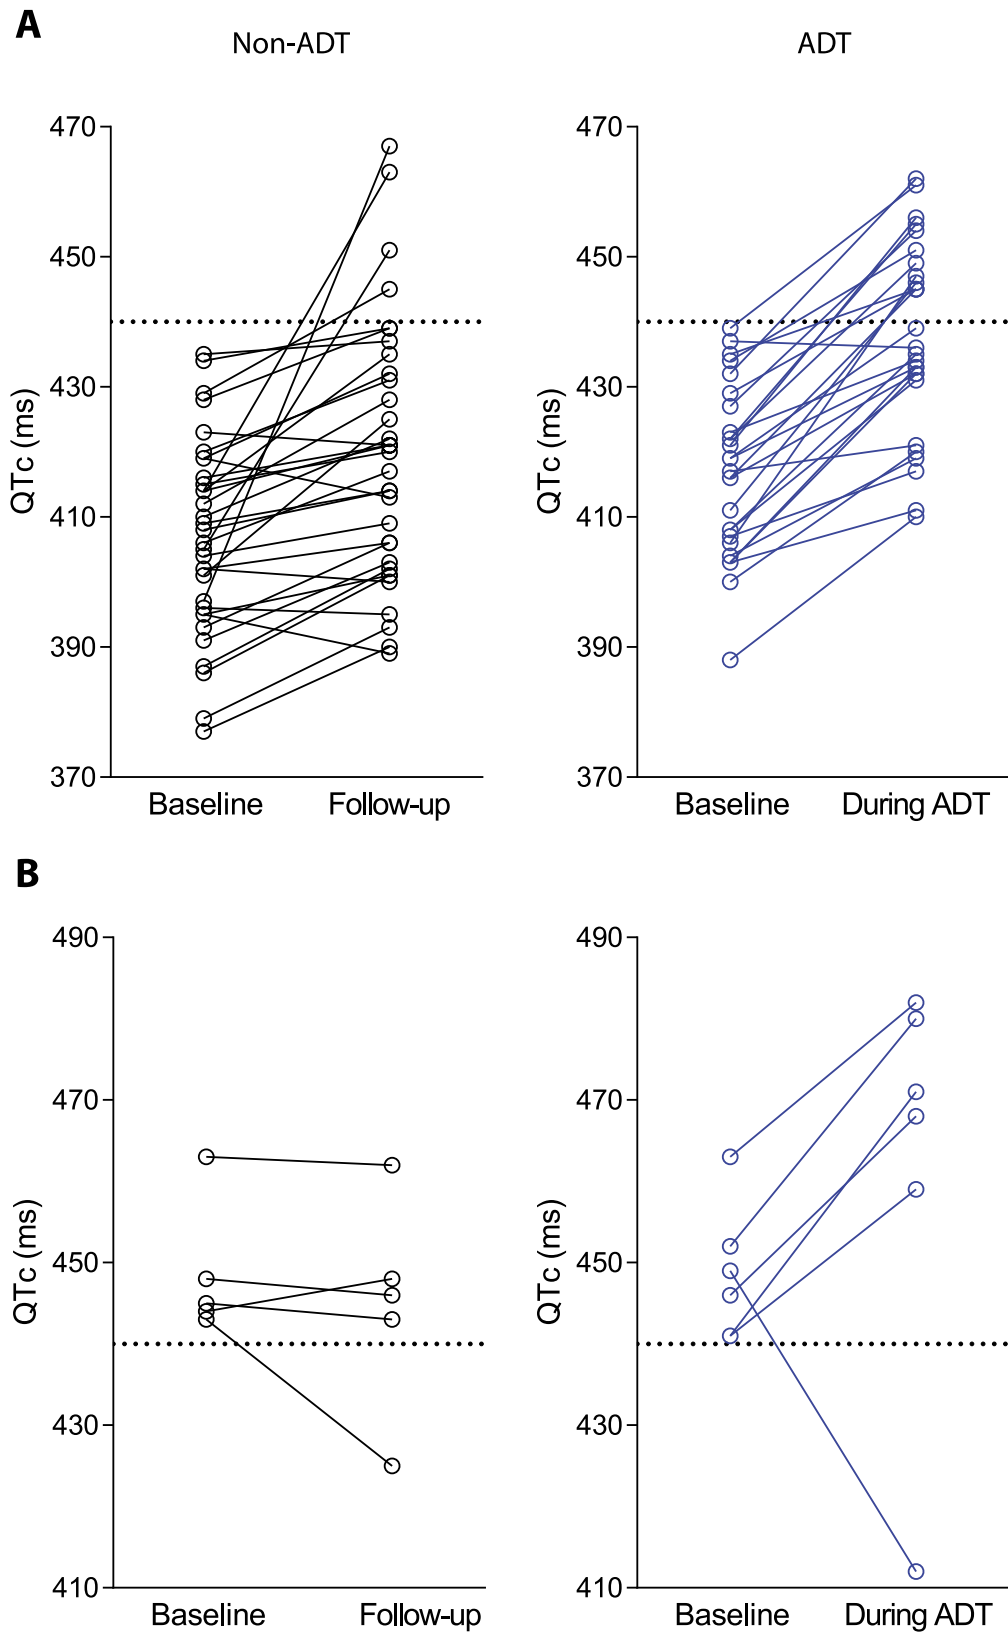 A
Non-ADT
ADT
470
450
430
410
390
370
QTc (ms)
Baseline
Follow-up
470
450
430
410
390
370
QTc (ms)
Baseline
During ADT
B
490
470
450
430
410
QTc (ms)
Baseline
Follow-up
490
470
450
430
410
QTc (ms)
Baseline
During ADT